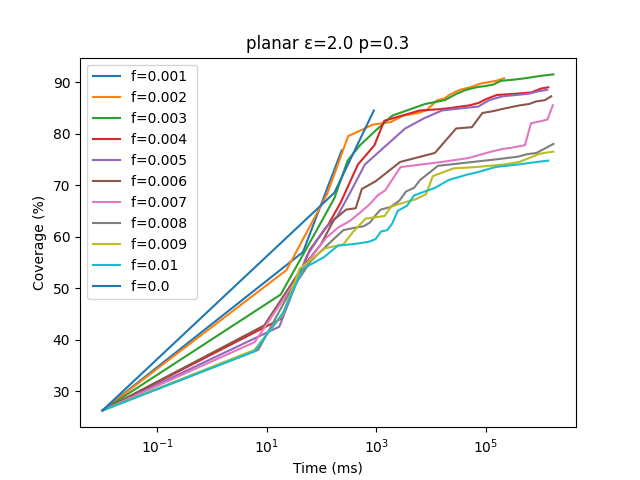 planar ε=2.0 p=0.3
f=0.001
f=0.002
f=0.003
f=0.004
f=0.005
f=0.006
f=0.007
f=0.008
f=0.009
f=0.01
f=0.0
Coverage (%)
90
80
70
60
50
40
30
10⁻¹ 10¹ 10³ 10⁵
Time (ms)